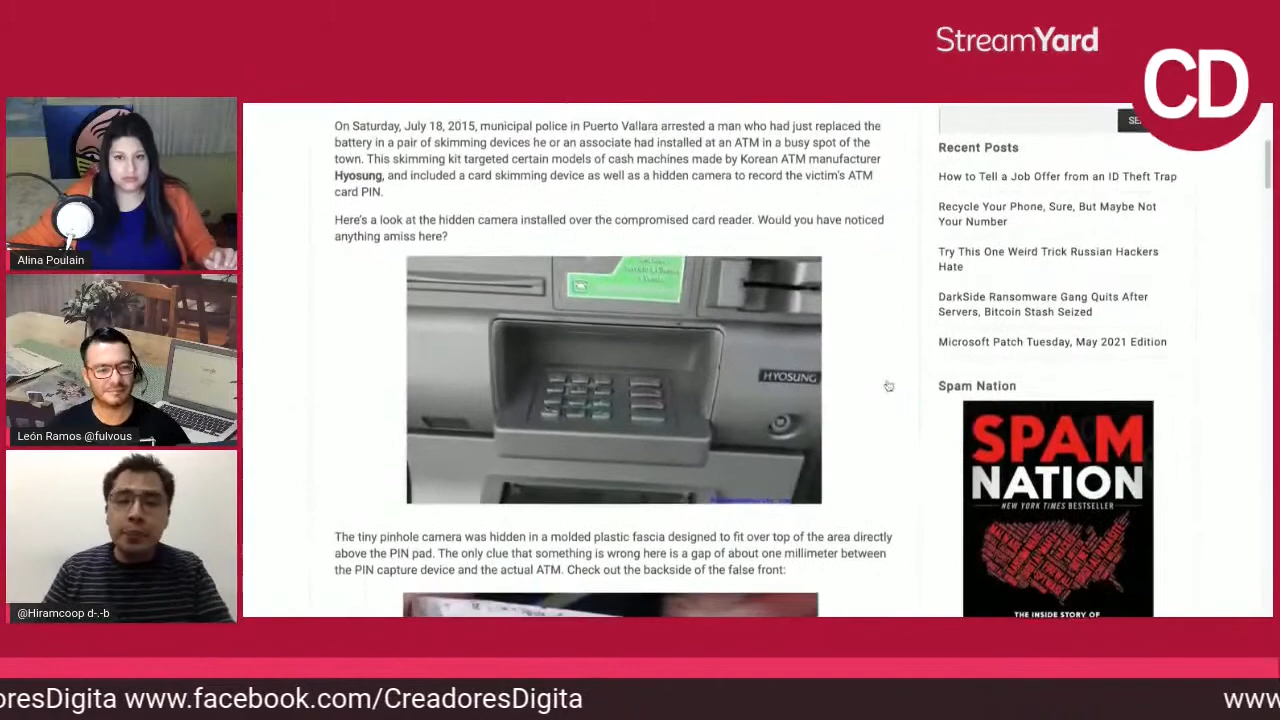 StreamYard
CD
On Saturday, July 18, 2015, municipal police in Puerto Vallara arrested a man who had just replaced the
battery in a pair of skimming devices he or an associate had installed at an ATM in a busy spot of the
town. This skimming kit targeted certain models of cash machines made by Korean ATM manufacturer
Hyosung, and included a card skimming device as well as a hidden camera to record the victim's ATM
card PIN.
Here's a look at the hidden camera installed over the compromised card reader. Would you have noticed
anything amiss here?
HYOSUNG
The tiny pinhole camera was hidden in a molded plastic fascia designed to fit over top of the area directly
above the PIN pad. The only clue that something is wrong here is a gap of about one millimeter between
the PIN capture device and the actual ATM. Check out the backside of the false front:
Recent Posts
How to Tell a Job Offer from an ID Theft Trap
Recycle Your Phone, Sure, But Maybe Not
Your Number
Try This One Weird Trick Russian Hackers
Hate
DarkSide Ransomware Gang Quits After
Servers, Bitcoin Stash Seized
Microsoft Patch Tuesday, May 2021 Edition
Spam Nation
SPAM
NATION
NEW YORK TIMES BESTSELLER
THE INSIDE STORY OF
Alina Poulain
León Ramos @fulvous
@Hiramcoop d-.-b
oresDigita www.facebook.com/CreadoresDigita
www